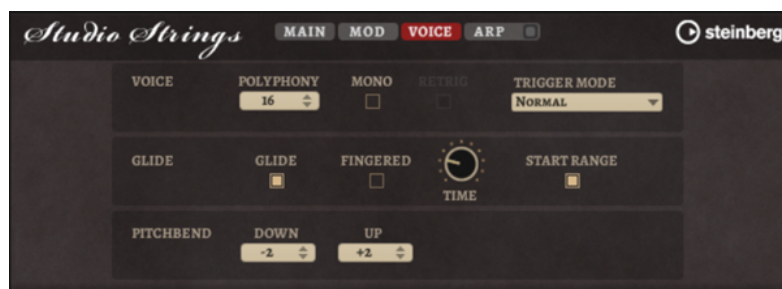 Studio Strings MAIN MOD VOICE ARP steinberg
VOICE POLYPHONY MONO RETRIG TRIGGER MODE
16 NORMAL
GLIDE GLIDE FINGERED START RANGE
TIME
PITCHBEND DOWN UP
-2 +2